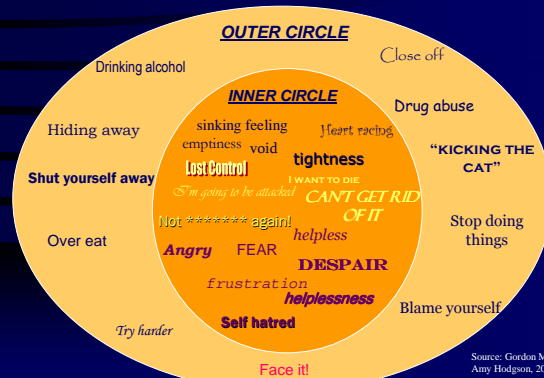 OUTER CIRCLE
Close off
Drinking alcohol
INNER CIRCLE
Drug abuse
Hiding away
sinking feeling
Heart racing
emptiness
void
"KICKING THE
CAT"
Lost Control
tightness
Shut yourself away
I WANT TO DIE
I'm going to be attacked
CAN'T GET RID
OF IT
Not ******* again!
Stop doing
things
Over eat
helpless
Angry
FEAR
DESPAIR
frustration
helplessness
Blame yourself
Self hatred
Try harder
Face it!
Source: Gordon M
Amy Hodgson, 20